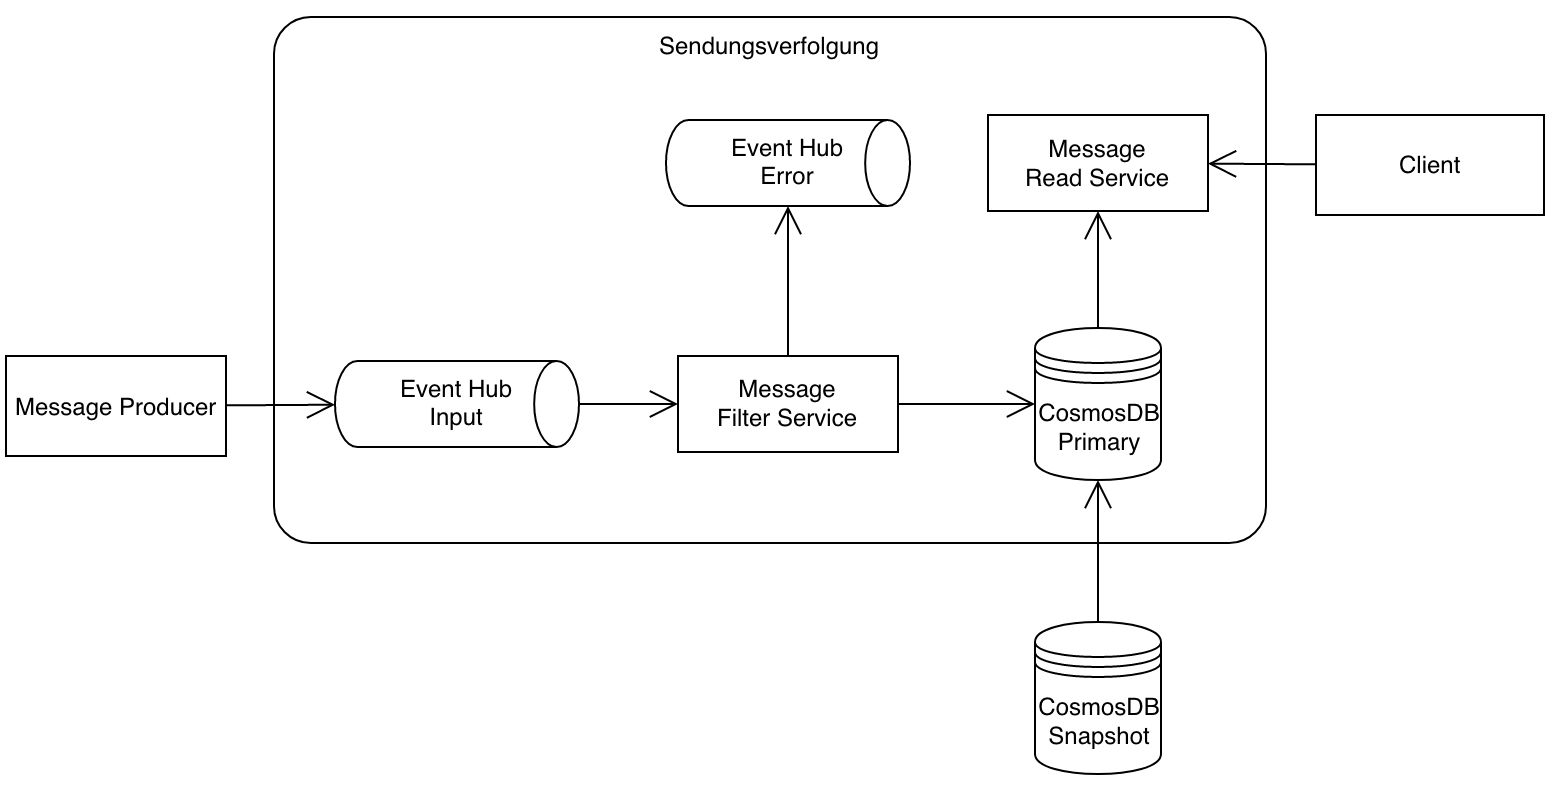 Sendungsverfolgung
Event Hub
Error
Message
Read Service
Client
Message Producer
Event Hub
Input
Message
Filter Service
CosmosDB
Primary
CosmosDB
Snapshot